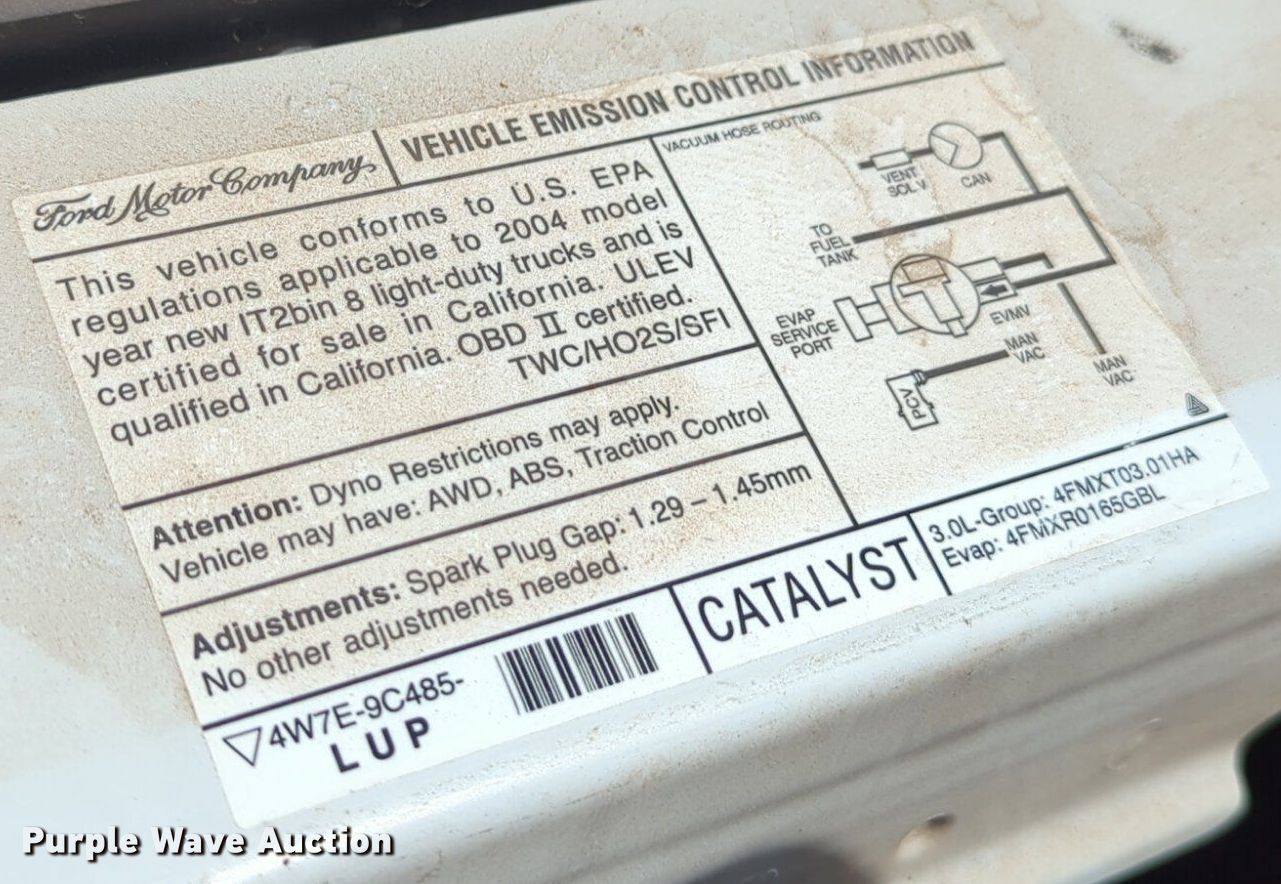 Ford Motor Company
VEHICLE EMISSION CONTROL INFORMATION
This vehicle conforms to U.S. EPA
regulations applicable to 2004 model
year new IT2bin 8 light-duty trucks and is
certified for sale in California. ULEV
qualified in California. OBD II certified.
TWC/HO2S/SFI
Attention: Dyno Restrictions may apply.
Vehicle may have: AWD, ABS, Traction Control
Adjustments: Spark Plug Gap: 1.29 – 1.45mm
No other adjustments needed.
VACUUM HOSE ROUTING
VENT
SOL V
CAN
TO
FUEL
TANK
EVAP
SERVICE
PORT
EVMV
MAN
VAC
MAN
VAC
PCV
▽4W7E-9C485-
LUP
CATALYST
3.0L-Group: 4FMXT03.01HA
Evap: 4FMXR0165GBL
Purple Wave Auction